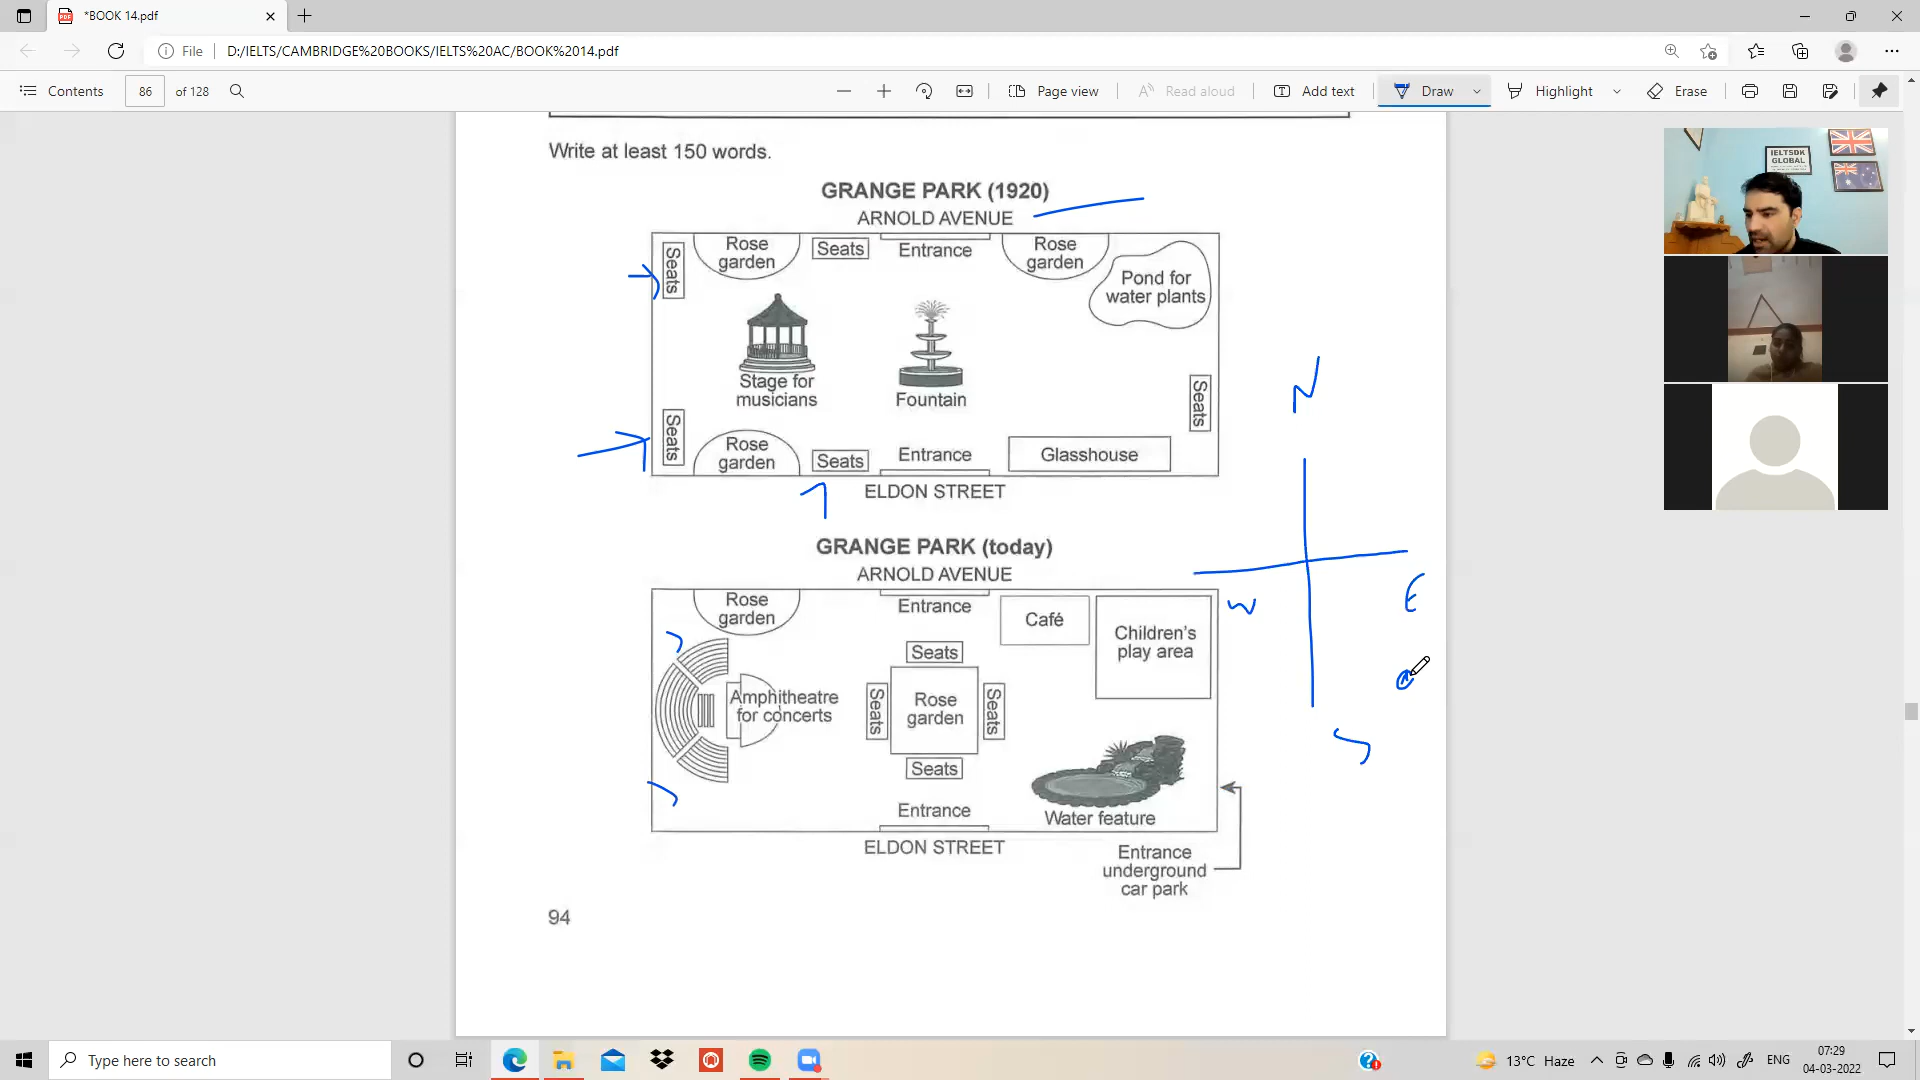 *BOOK 14.pdf
File
D:/IELTS/CAMBRIDGE%20BOOKS/IELTS%20AC/BOOK%2014.pdf
Contents
86
of 128
Page view
Read aloud
Add text
Draw
Highlight
Erase
Write at least 150 words.
GRANGE PARK (1920)
ARNOLD AVENUE
Seats
Rose
garden
Seats
Entrance
Rose
garden
Pond for
water plants
Stage for
musicians
Fountain
Seats
Seats
Rose
garden
Seats
Entrance
Glasshouse
ELDON STREET
N
W
E
S
GRANGE PARK (today)
ARNOLD AVENUE
Rose
garden
Entrance
Café
Children's
play area
Seats
Amphitheatre
for concerts
Seats
Rose
garden
Seats
Seats
Entrance
Water feature
ELDON STREET
Entrance
underground
car park
94
IELTSDK
GLOBAL
Type here to search
13°C Haze
ENG
07:29
04-03-2022